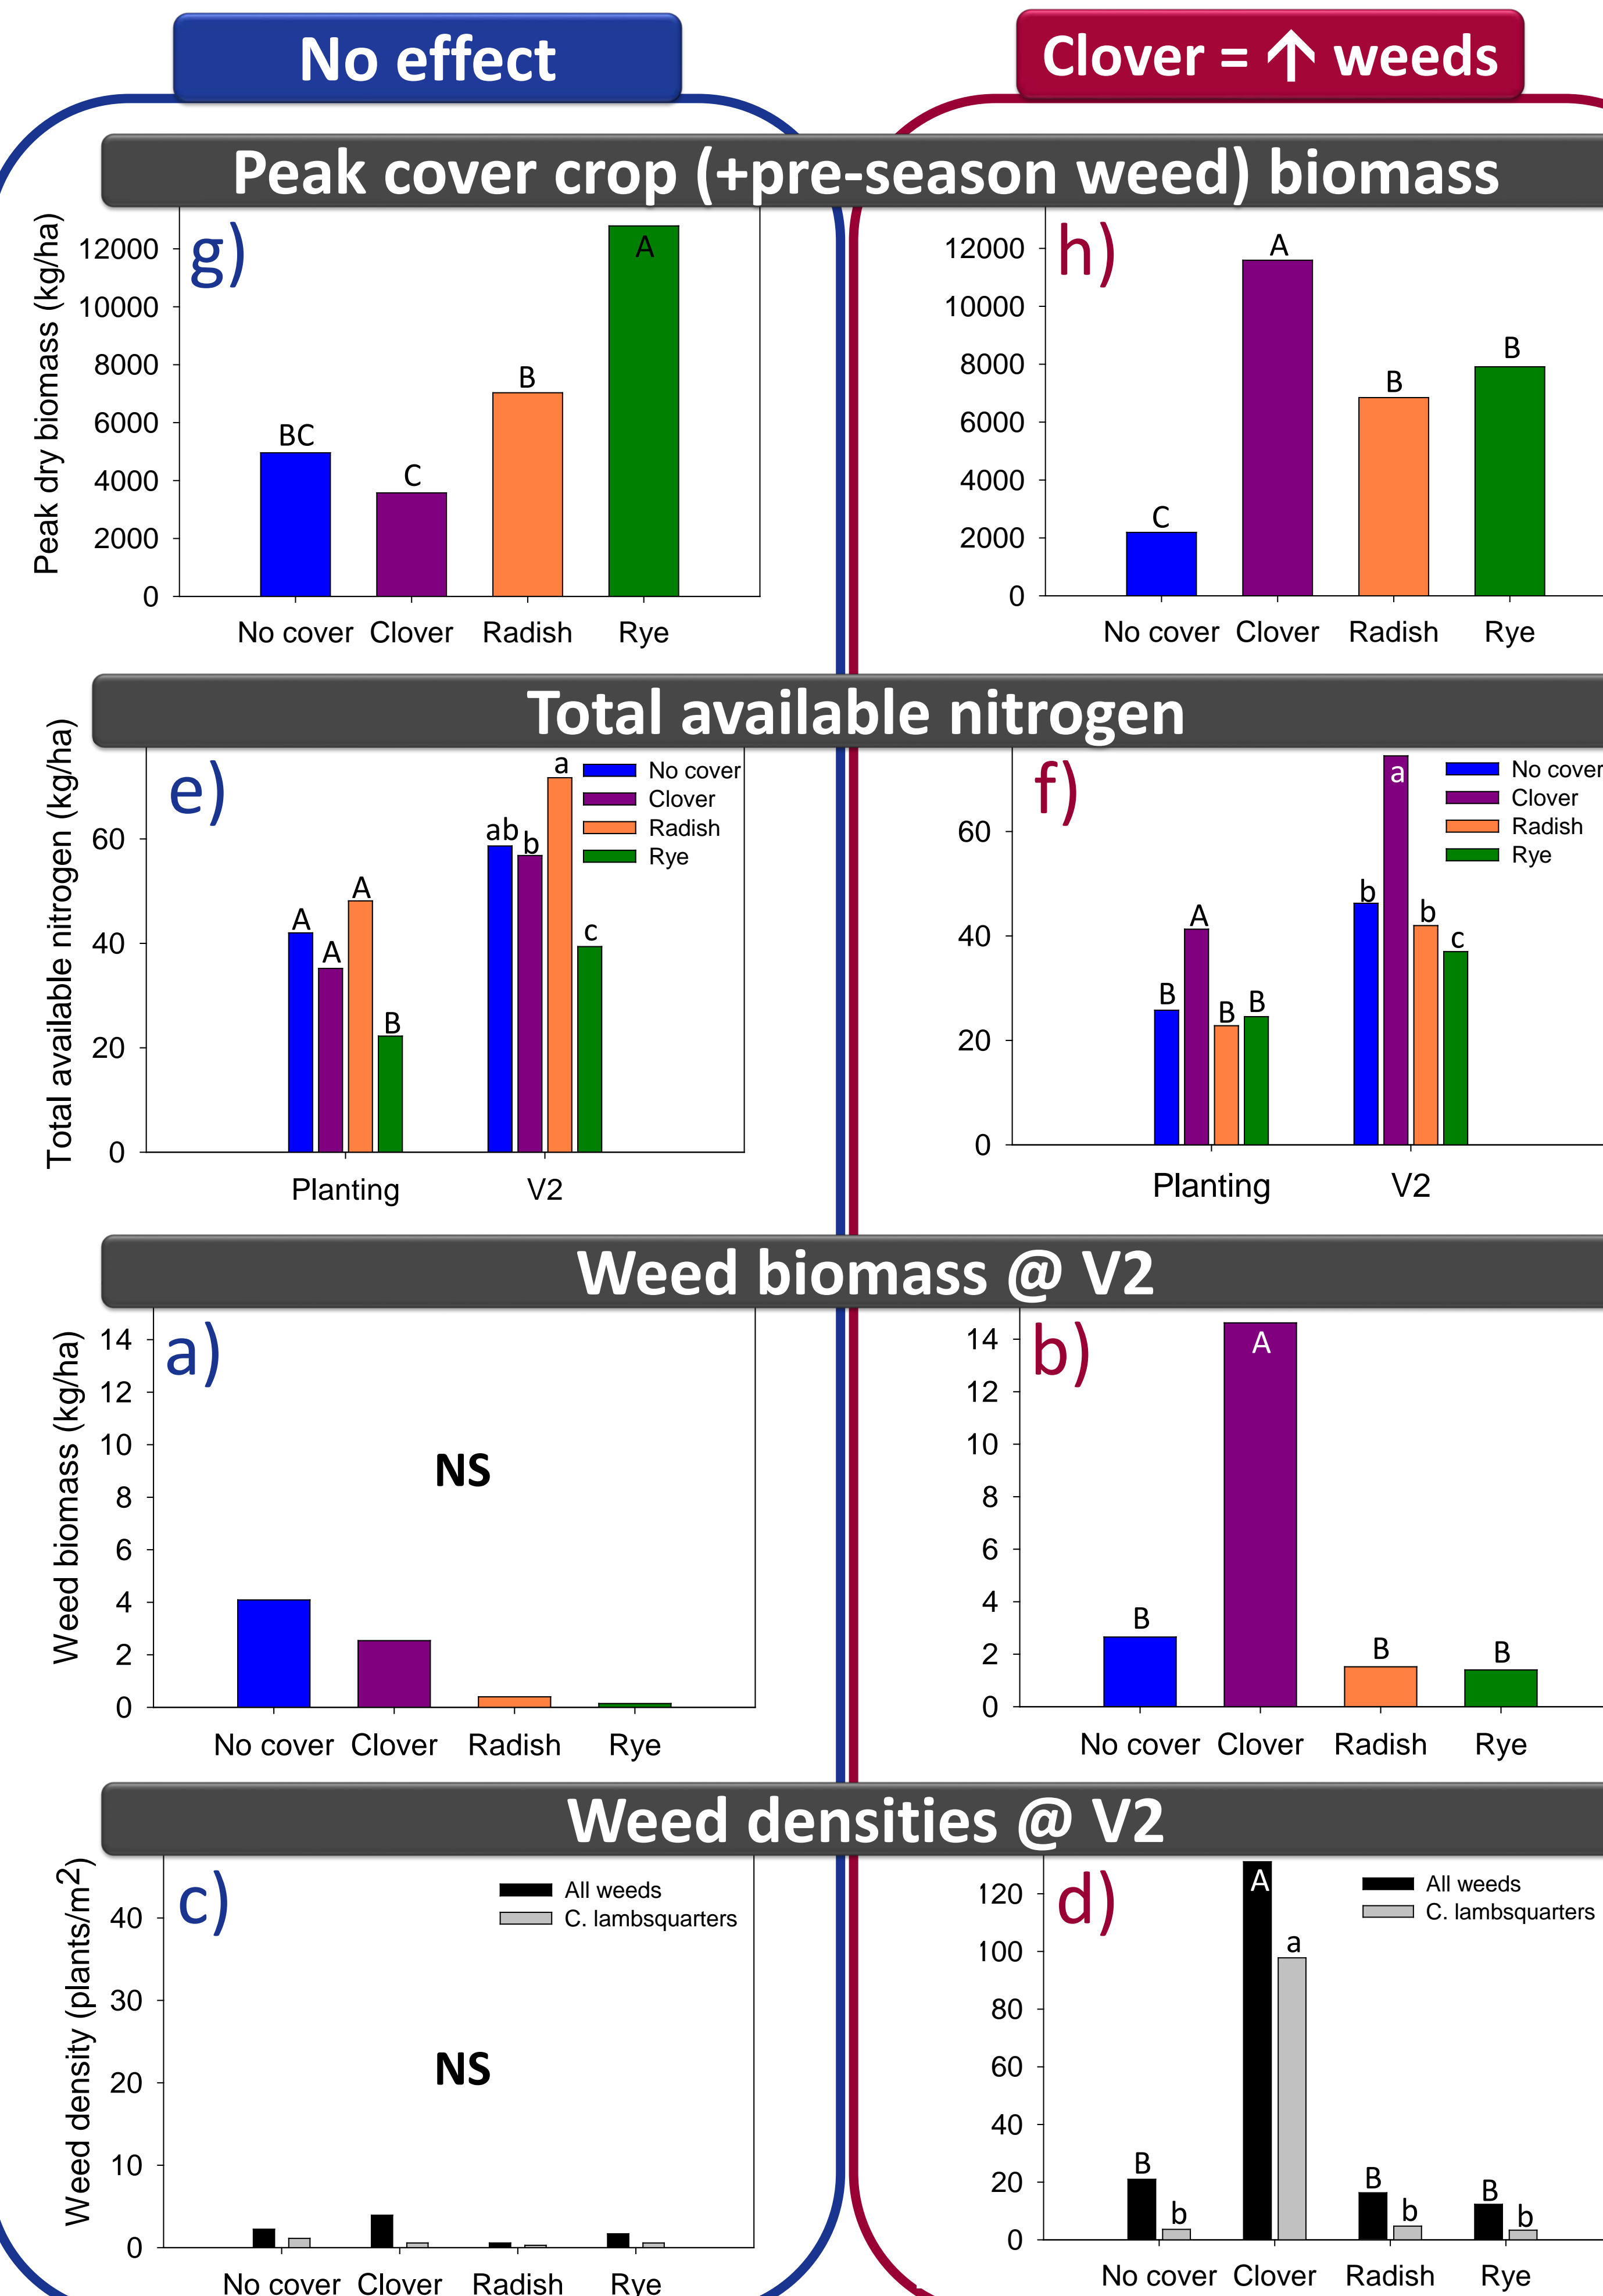 No effect
Clover = ↑ weeds
Peak cover crop (+pre-season weed) biomass
g)
Peak dry biomass (kg/ha)
12000
10000
8000
6000
4000
2000
0
BC
C
B
A
No cover Clover Radish Rye
h)
12000
10000
8000
6000
4000
2000
0
C
A
B
B
No cover Clover Radish Rye
Total available nitrogen
e)
Total available nitrogen (kg/ha)
60
40
20
0
A
A
A
B
ab
b
a
c
No cover
Clover
Radish
Rye
Planting V2
f)
60
40
20
0
B
A
B
B
b
a
b
c
No cover
Clover
Radish
Rye
Planting V2
Weed biomass @ V2
a)
Weed biomass (kg/ha)
14
12
10
8
6
4
2
0
NS
No cover Clover Radish Rye
b)
14
12
10
8
6
4
2
0
B
A
B
B
No cover Clover Radish Rye
Weed densities @ V2
c)
Weed density (plants/m²)
40
30
20
10
0
All weeds
C. lambsquarters
NS
No cover Clover Radish Rye
d)
120
100
80
60
40
20
0
All weeds
C. lambsquarters
B
b
A
a
B
b
B
b
No cover Clover Radish Rye